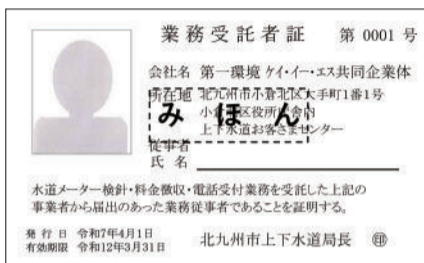 業務受託者証 第 0001 号
会社名 第一環境 ケイ・イー・エス共同企業体
所在地 北九州市小倉北区大手町1番1号
小倉北区役所庁舎内
上下水道お客さまセンター
みほん
従事者
氏名
水道メーター検針・料金徴収・電話受付業務を受託した上記の
事業者から届出のあった業務従事者であることを証明する。
発行日 令和7年4月1日
有効期限 令和12年3月31日
北九州市上下水道局長 ㊞